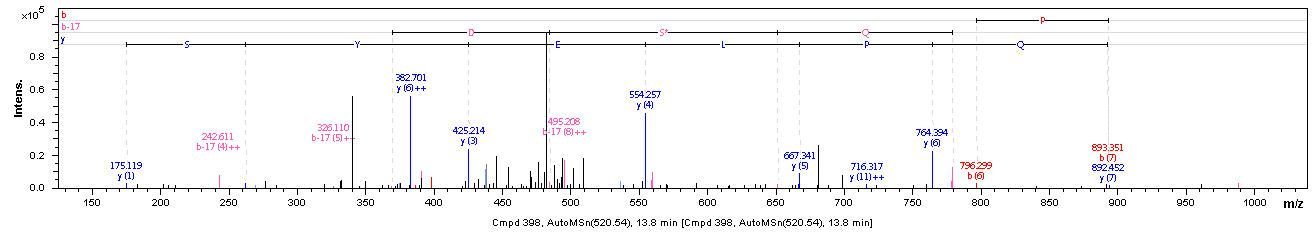 ×10⁵
b
b-17
y
P
D S* Q
S Y E L P Q
Intens.
0.8
0.6
0.4
0.2
0.0
175.119
y (1)
242.611
b-17 (4)++
326.110
b-17 (5)++
382.701
y (6)++
425.214
y (3)
495.208
b-17 (8)++
554.257
y (4)
667.341
y (5)
716.317
y (11)++
764.394
y (6)
796.299
b (6)
893.351
b (7)
892.452
y (7)
150 200 250 300 350 400 450 500 550 600 650 700 750 800 850 900 950 1000 m/z
Cmpd 398, AutoMSn(520.54), 13.8 min [Cmpd 398, AutoMSn(520.54), 13.8 min]